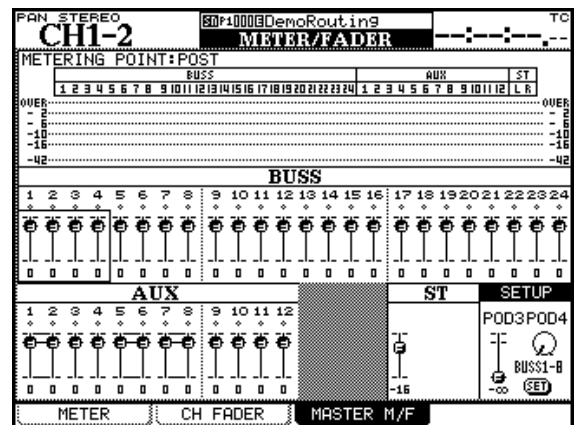 PAN STEREO
CH1-2
DemoRouting
METER/FADER
TC
--:--:--.--
METERING POINT:POST
BUSS AUX ST
1 2 3 4 5 6 7 8 9 10 11 12 13 14 15 16 17 18 19 20 21 22 23 24 1 2 3 4 5 6 7 8 9 10 11 12 L R
OVER OVER
- 2 - 2
- 6 - 6
-10 -10
-16 -16
-42 -42
BUSS
1 2 3 4 5 6 7 8 9 10 11 12 13 14 15 16 17 18 19 20 21 22 23 24
0 0 0 0 0 0 0 0 0 0 0 0 0 0 0 0 0 0 0 0 0 0 0 0
AUX ST SETUP
1 2 3 4 5 6 7 8 9 10 11 12
POD3 POD4
BUSS1-8
0 0 0 0 0 0 0 0 0 0 0 0 -16 -∞ SET
METER CH FADER MASTER M/F